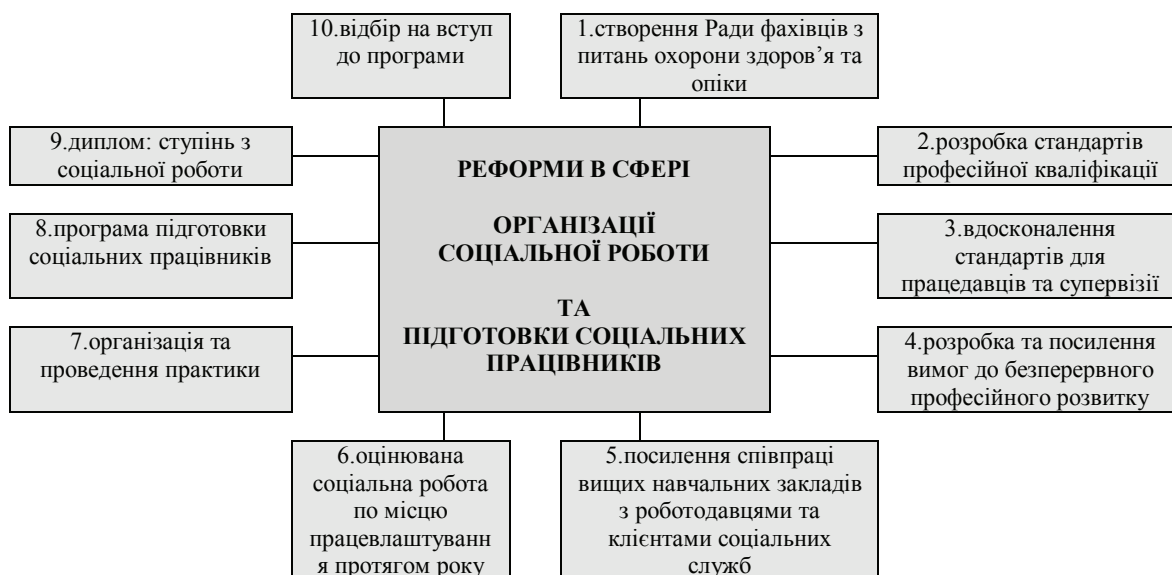 10.відбір на вступ
до програми
1.створення Ради фахівців з
питань охорони здоров’я та
опіки
9.диплом: ступінь з
соціальної роботи
РЕФОРМИ В СФЕРІ
ОРГАНІЗАЦІЇ
СОЦІАЛЬНОЇ РОБОТИ
ТА
ПІДГОТОВКИ СОЦІАЛЬНИХ
ПРАЦІВНИКІВ
2.розробка стандартів
професійної кваліфікації
8.програма підготовки
соціальних працівників
3.вдосконалення
стандартів для
працедавців та супервізії
7.організація та
проведення практики
4.розробка та посилення
вимог до безперервного
професійного розвитку
6.оцінювана
соціальна робота
по місцю
працевлаштуванн
я протягом року
5.посилення співпраці
вищих навчальних закладів
з роботодавцями та
клієнтами соціальних
служб